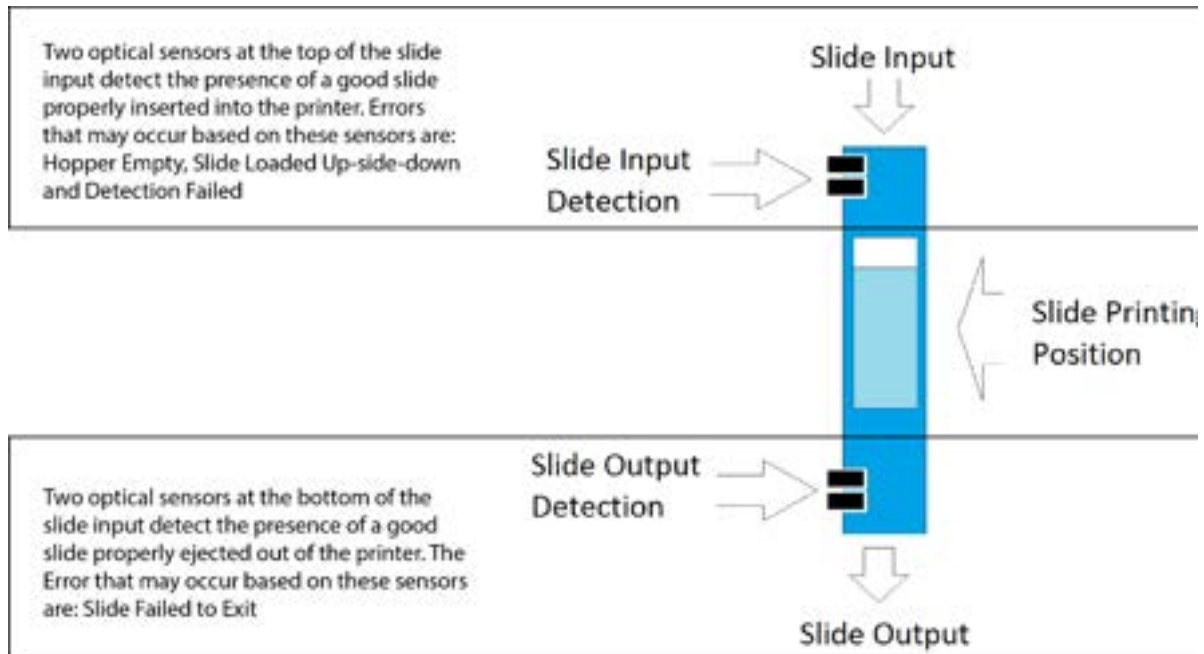 Two optical sensors at the top of the slide
input detect the presence of a good slide
properly inserted into the printer. Errors
that may occur based on these sensors are:
Hopper Empty, Slide Loaded Up-side-down
and Detection Failed
Slide Input
Slide Input
Detection
Slide Printing
Position
Slide Output
Detection
Two optical sensors at the bottom of the
slide input detect the presence of a good
slide properly ejected out of the printer. The
Error that may occur based on these sensors
are: Slide Failed to Exit
Slide Output